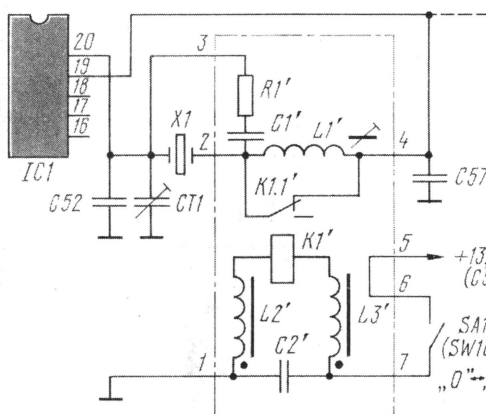 20
19
18
17
16
IC1
3
R1'
X1
2
C1'
L1'
4
K1.1'
C52
CT1
C57
K1'
5
+13,
6
L2'
L3'
C2'
1
7
SA1
(SW10
„0"↔,